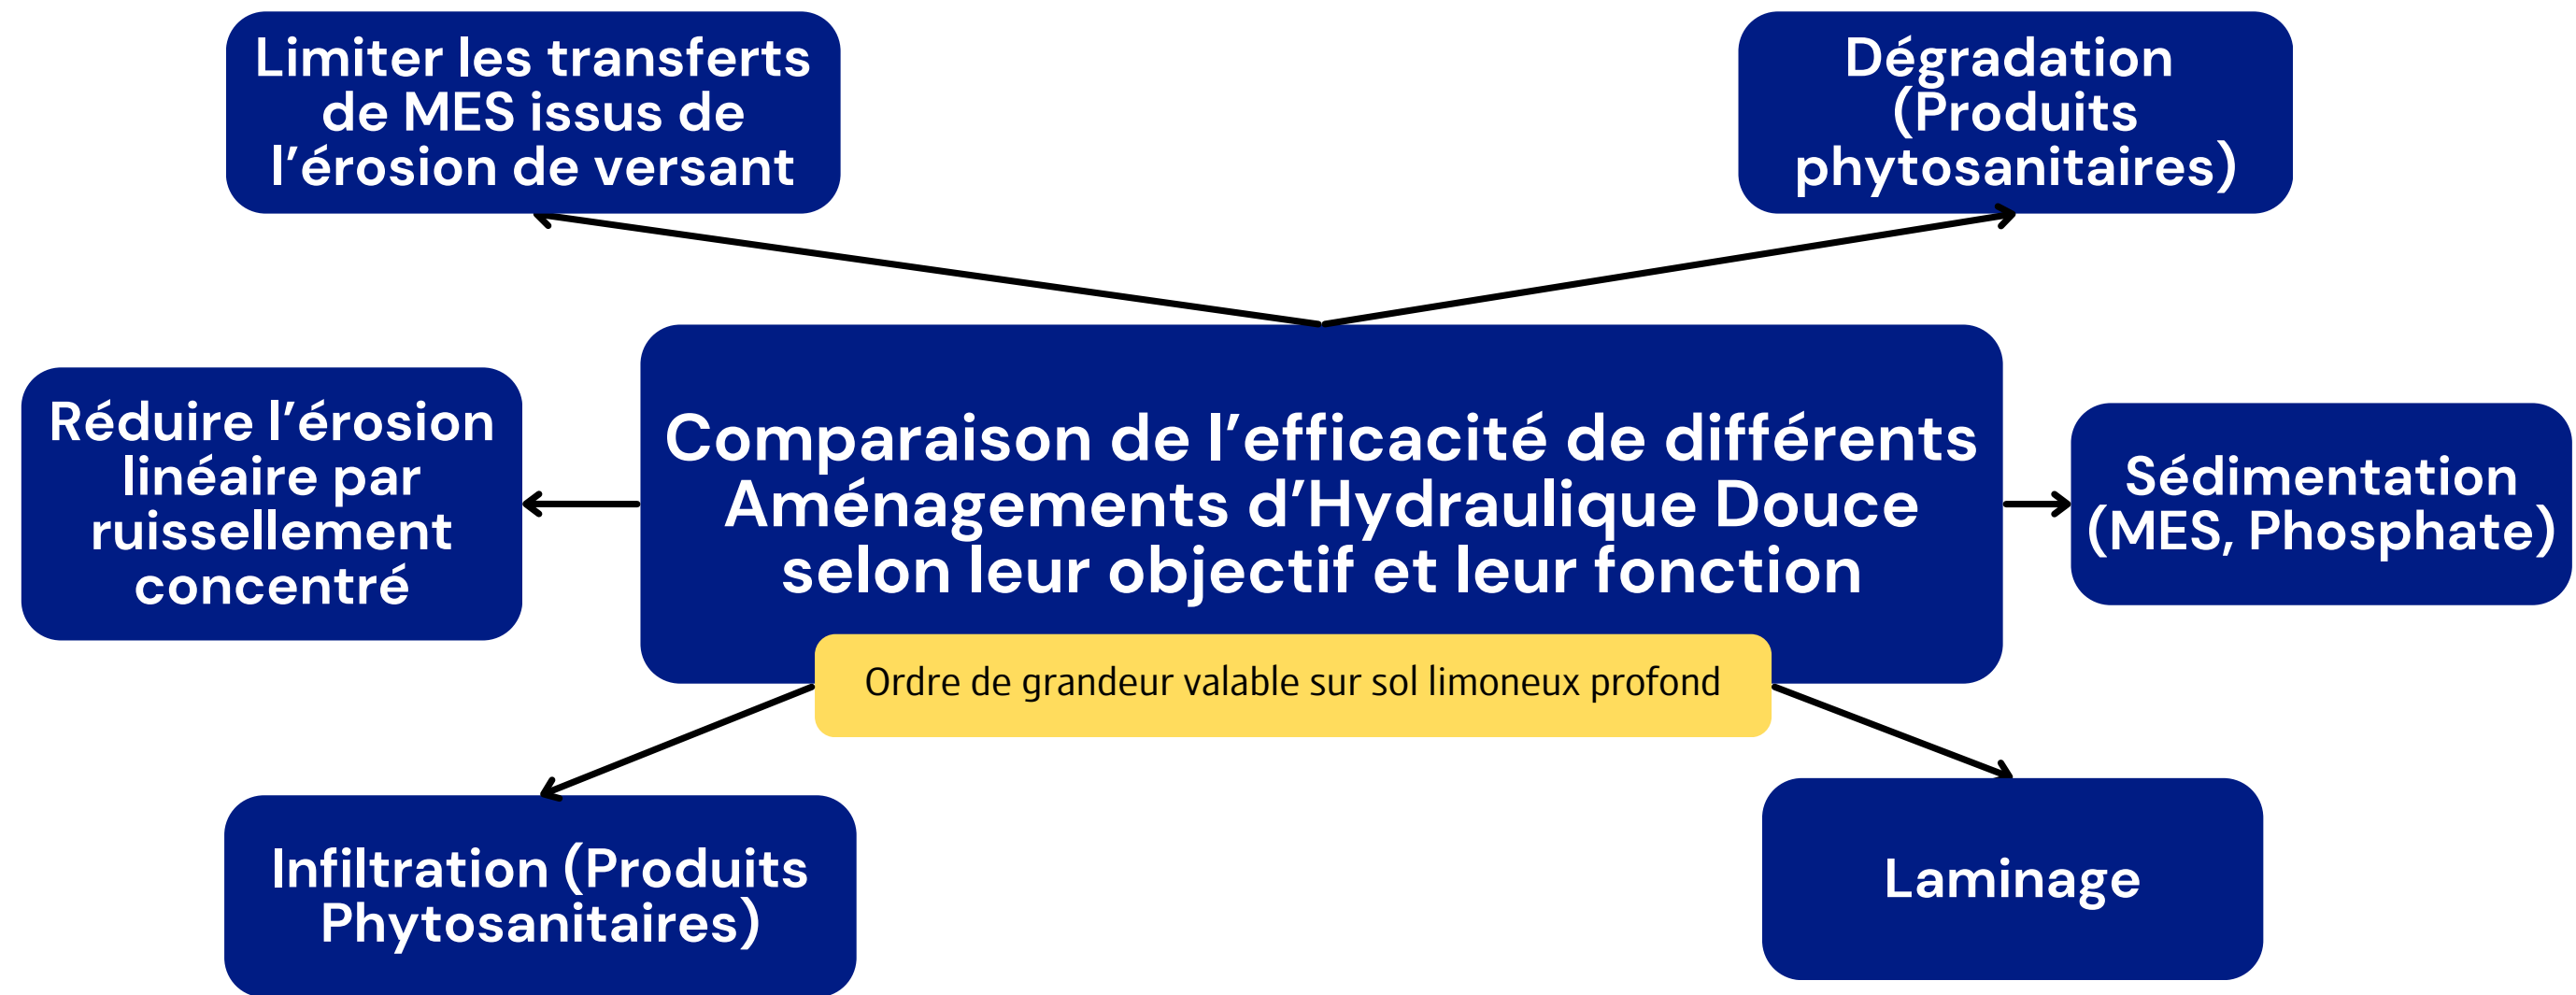 Limiter les transferts
de MES issus de
l'érosion de versant
Dégradation
(Produits
phytosanitaires)
Réduire l'érosion
linéaire par
ruissellement
concentré
Comparaison de l'efficacité de différents
Aménagements d'Hydraulique Douce
selon leur objectif et leur fonction
Ordre de grandeur valable sur sol limoneux profond
Sédimentation
(MES, Phosphate)
Infiltration (Produits
Phytosanitaires)
Laminage